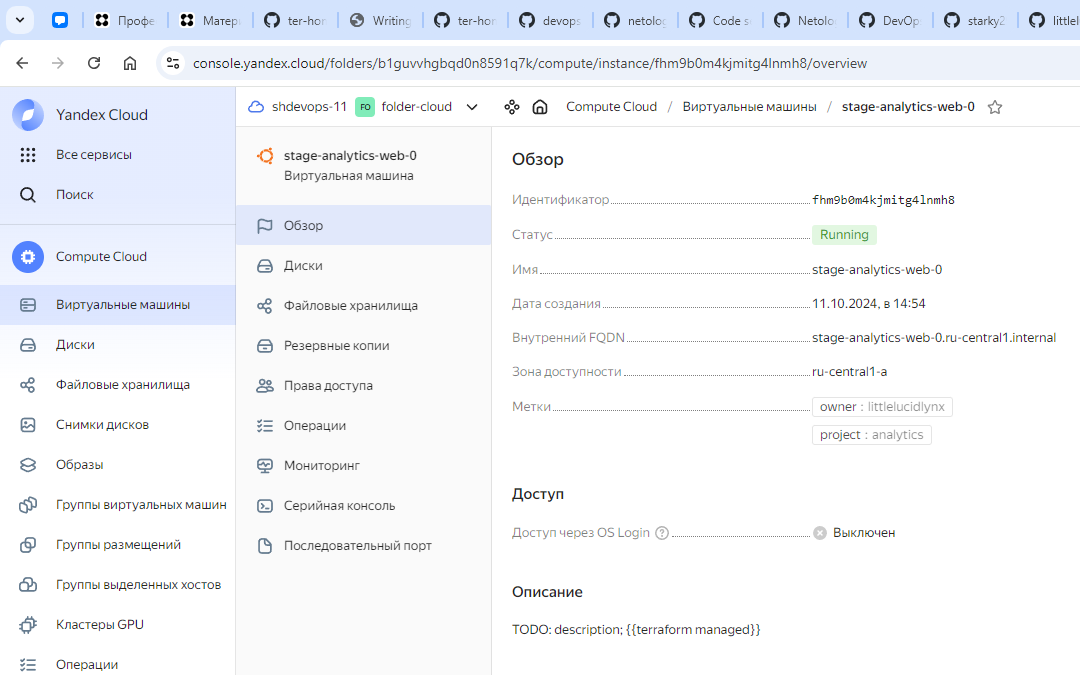 Профе
Матери
ter-hor
Writing
ter-hor
devops
netolog
Code se
Netolo
DevOp
starky2
littlelu
console.yandex.cloud/folders/b1guvvhgbqd0n8591q7k/compute/instance/fhm9b0m4kjmitg4lnmh8/overview
Yandex Cloud
Все сервисы
Поиск
Compute Cloud
Виртуальные машины
Диски
Файловые хранилища
Снимки дисков
Образы
Группы виртуальных машин
Группы размещений
Группы выделенных хостов
Кластеры GPU
Операции
shdevops-11 FO folder-cloud Compute Cloud / Виртуальные машины / stage-analytics-web-0
stage-analytics-web-0
Виртуальная машина
Обзор
Диски
Файловые хранилища
Резервные копии
Права доступа
Операции
Мониторинг
Серийная консоль
Последовательный порт
Обзор
Идентификатор fhm9b0m4kjmitg4lnmh8
Статус Running
Имя stage-analytics-web-0
Дата создания 11.10.2024, в 14:54
Внутренний FQDN stage-analytics-web-0.ru-central1.internal
Зона доступности ru-central1-a
Метки owner : littlelucidlynx
project : analytics
Доступ
Доступ через OS Login ? Выключен
Описание
TODO: description; {{terraform managed}}